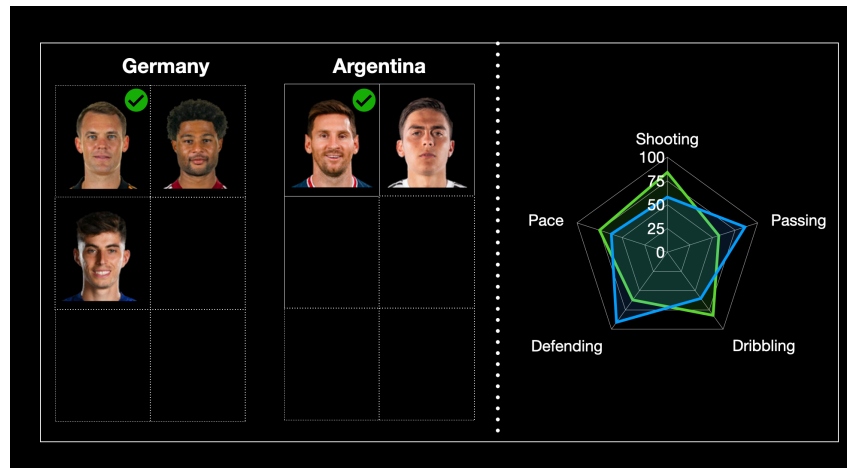 Germany
Argentina
Shooting
100
75
50
25
0
Pace
Passing
Defending
Dribbling